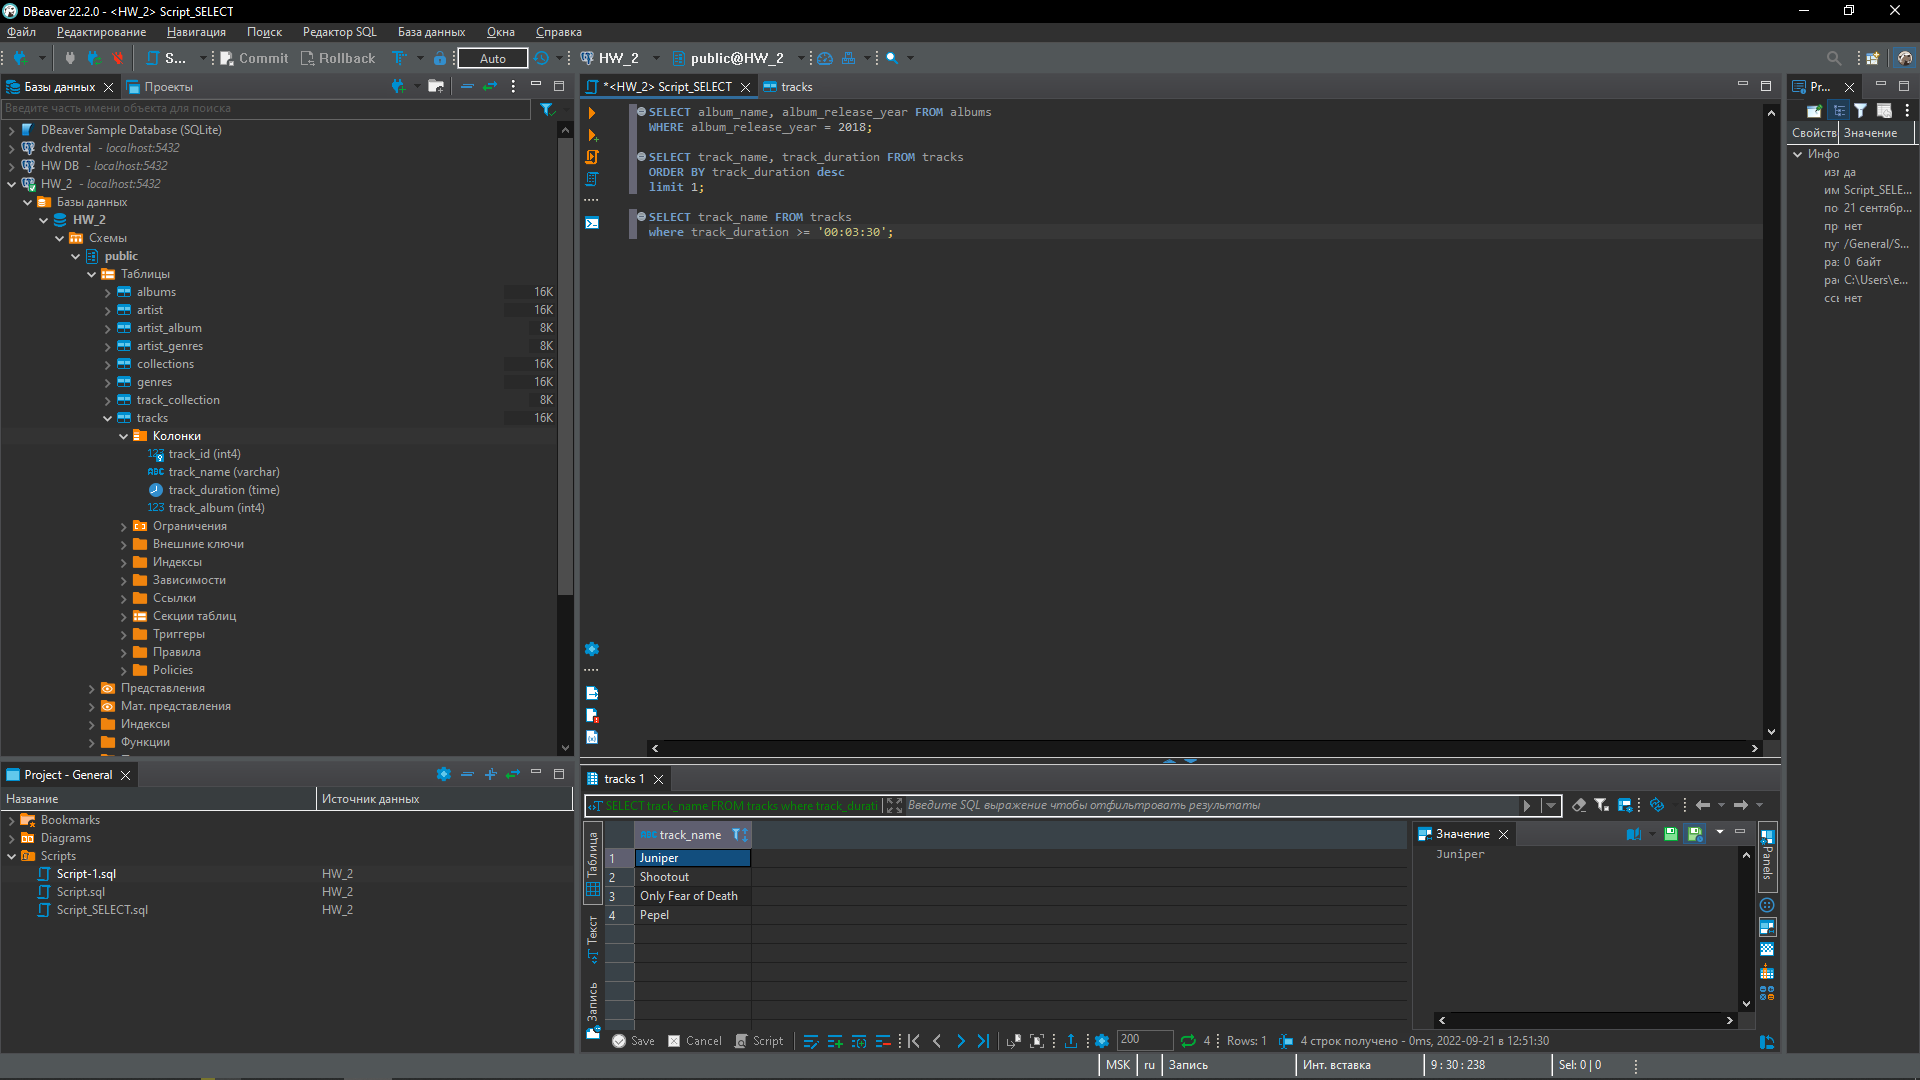 DBeaver 22.2.0 - <HW_2> Script_SELECT
Файл Редактирование Навигация Поиск Редактор SQL База данных Окна Справка
S... Commit Rollback Auto HW_2 public@HW_2
Базы данных Проекты
Введите часть имени объекта для поиска
DBeaver Sample Database (SQLite)
dvdrental - localhost:5432
HW DB - localhost:5432
HW_2 - localhost:5432
Базы данных
HW_2
Схемы
public
Таблицы
albums 16K
artist 16K
artist_album 8K
artist_genres 8K
collections 16K
genres 16K
track_collection 8K
tracks 16K
Колонки
track_id (int4)
track_name (varchar)
track_duration (time)
track_album (int4)
Ограничения
Внешние ключи
Индексы
Зависимости
Ссылки
Секции таблиц
Триггеры
Правила
Policies
Представления
Мат. представления
Индексы
Функции
Project - General
Название Источник данных
Bookmarks
Diagrams
Scripts
Script-1.sql HW_2
Script.sql HW_2
Script_SELECT.sql HW_2
*<HW_2> Script_SELECT tracks
SELECT album_name, album_release_year FROM albums
WHERE album_release_year = 2018;
SELECT track_name, track_duration FROM tracks
ORDER BY track_duration desc
limit 1;
SELECT track_name FROM tracks
where track_duration >= '00:03:30';
Pr...
Свойств Значение
Инфо
изм да
им Script_SELE...
по 21 сентябр...
пр нет
пу /General/S...
ра 0 байт
ра C:\Users\e...
ссы нет
tracks 1
SELECT track_name FROM tracks where track_durati Введите SQL выражение чтобы отфильтровать результаты
Таблица
Текст
Запись
ABC track_name
1 Juniper
2 Shootout
3 Only Fear of Death
4 Pepel
Значение
Juniper
Panels
Save Cancel Script 200 4 Rows: 1 4 строк получено - 0ms, 2022-09-21 в 12:51:30
MSK ru Запись Инт. вставка 9 : 30 : 238 Sel: 0 | 0